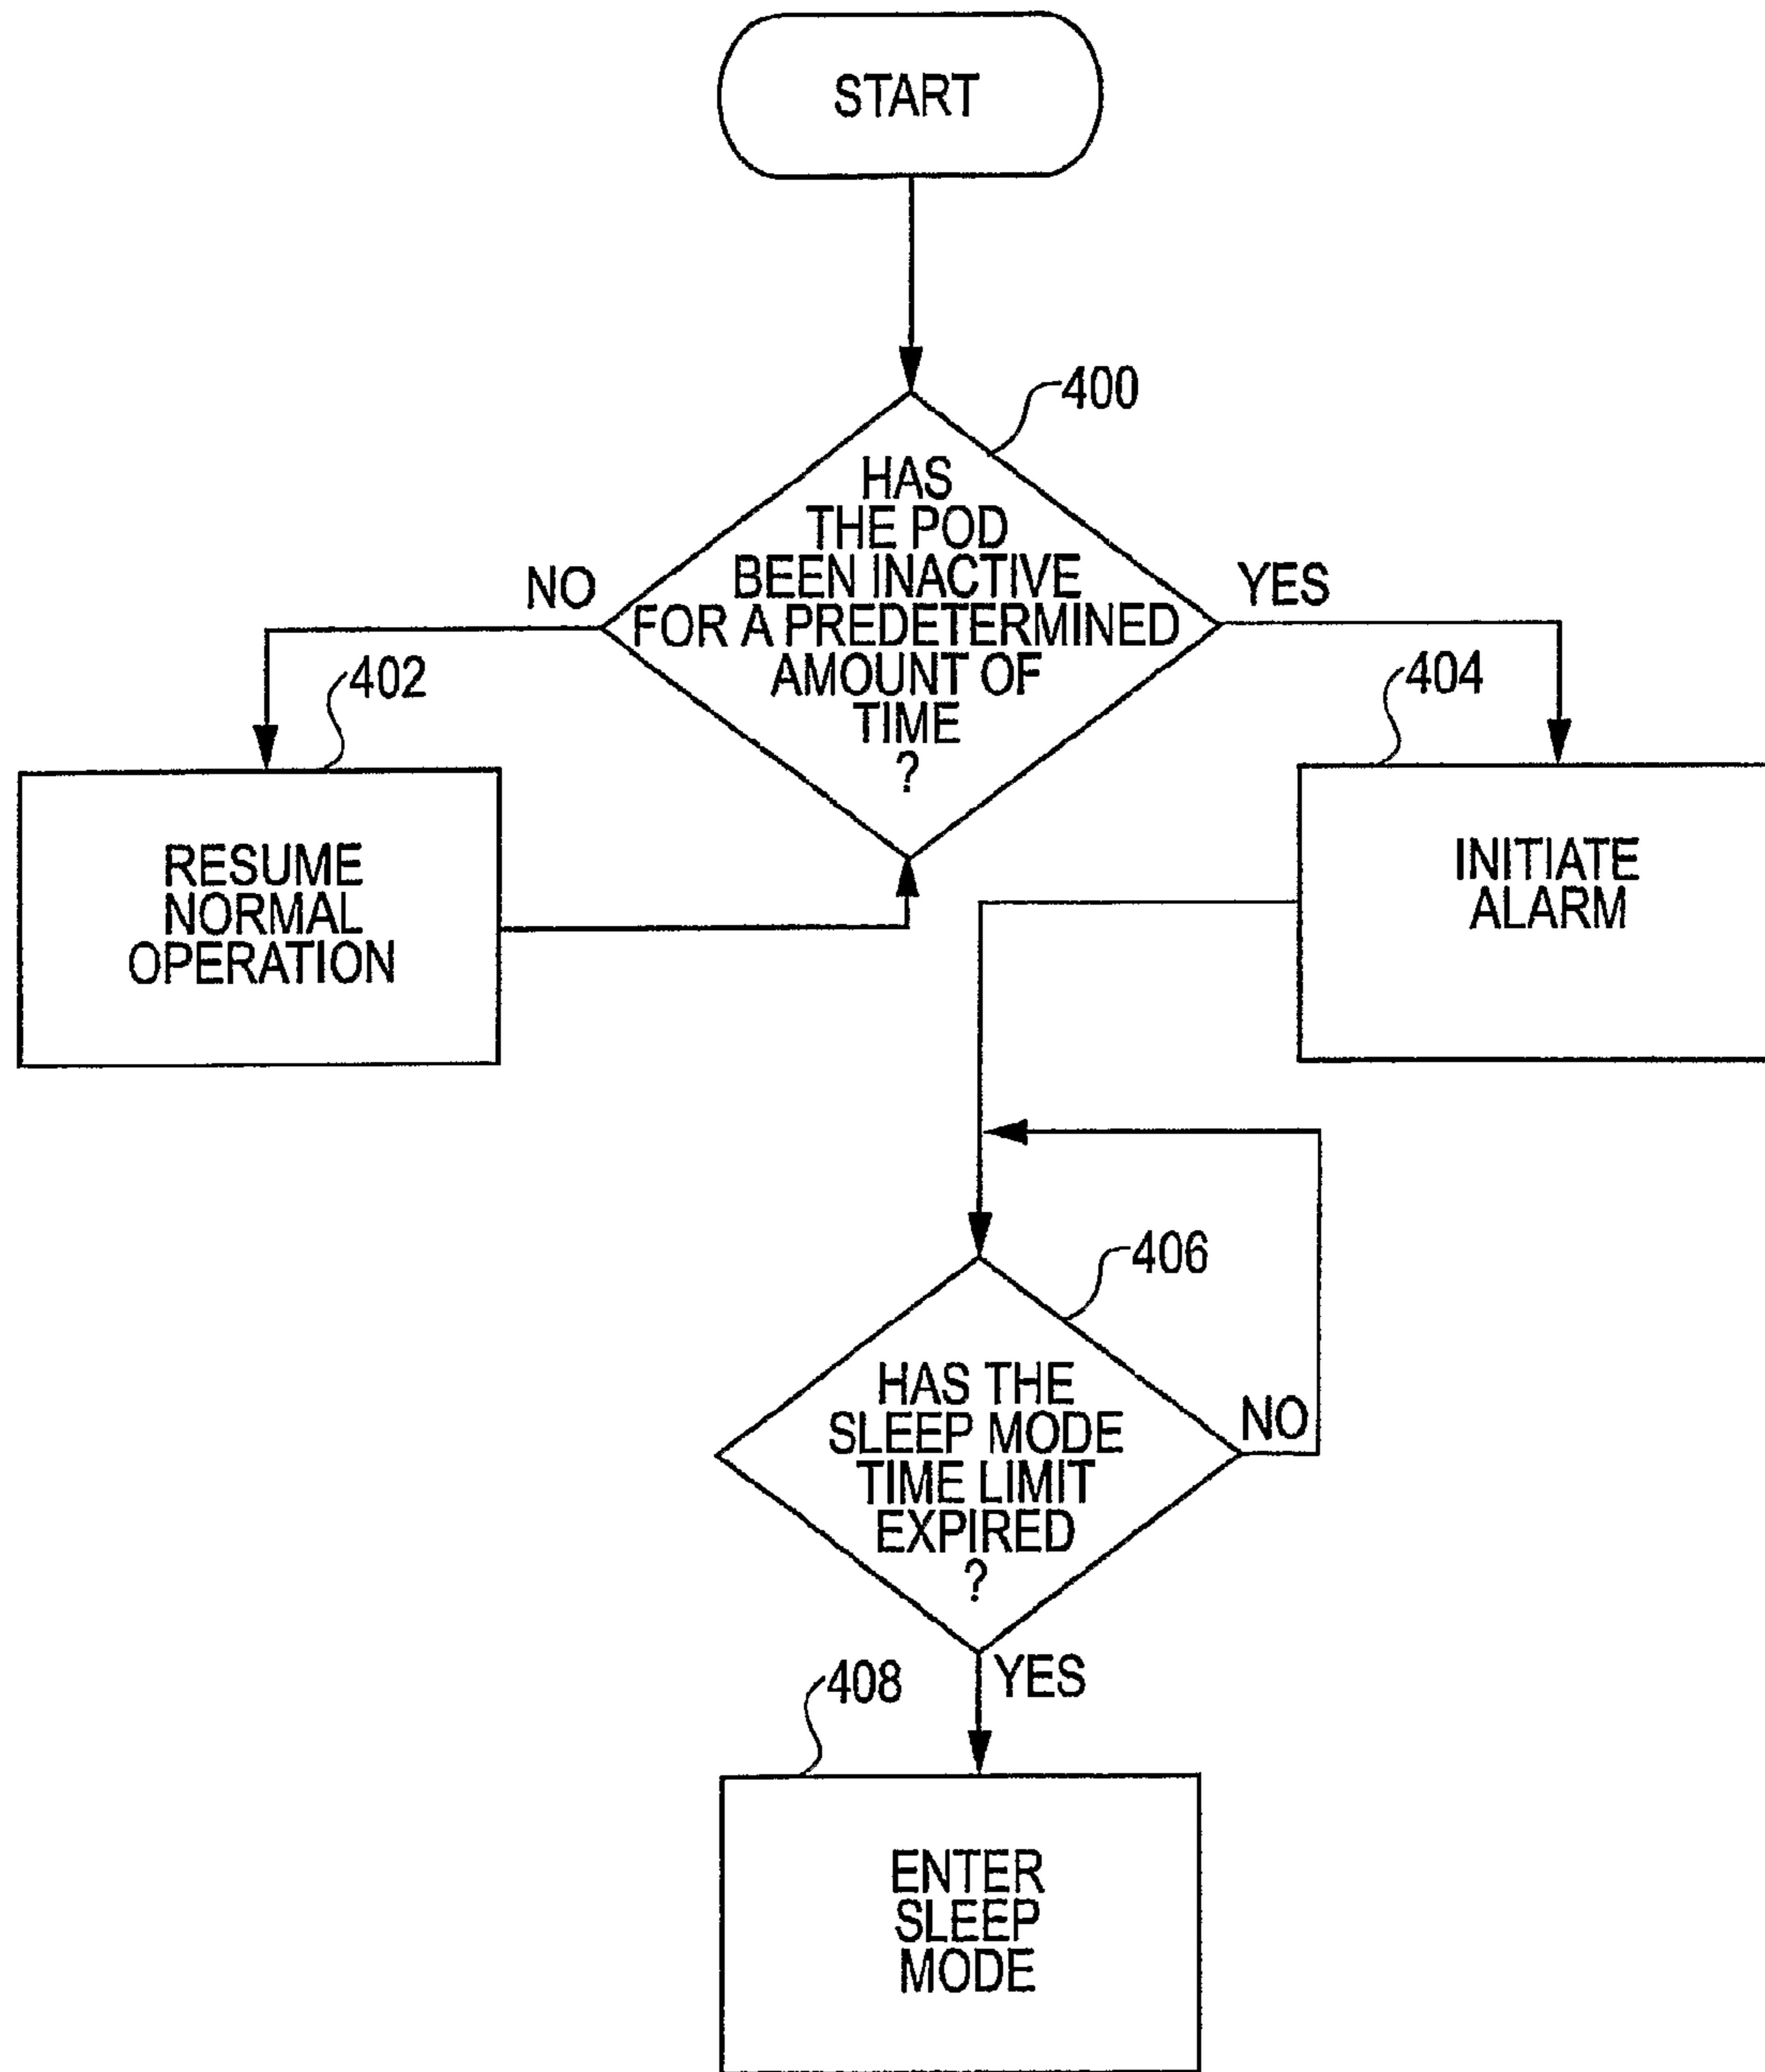 START
400
HAS
THE POD
BEEN INACTIVE
FOR A PREDETERMINED
AMOUNT OF
TIME
?
NO
YES
402
404
RESUME
NORMAL
OPERATION
INITIATE
ALARM
406
HAS THE
SLEEP MODE
TIME LIMIT
EXPIRED
?
NO
YES
408
ENTER
SLEEP
MODE